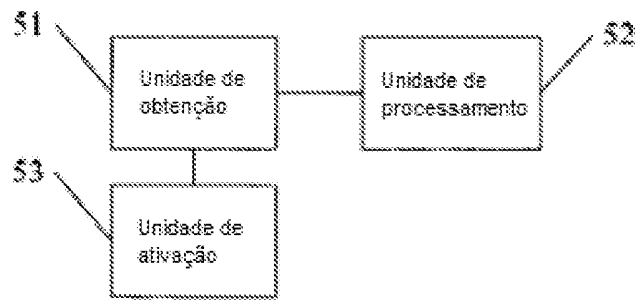 51
Unidade de
obtenção
Unidade de
processamento
52
53
Unidade de
ativação